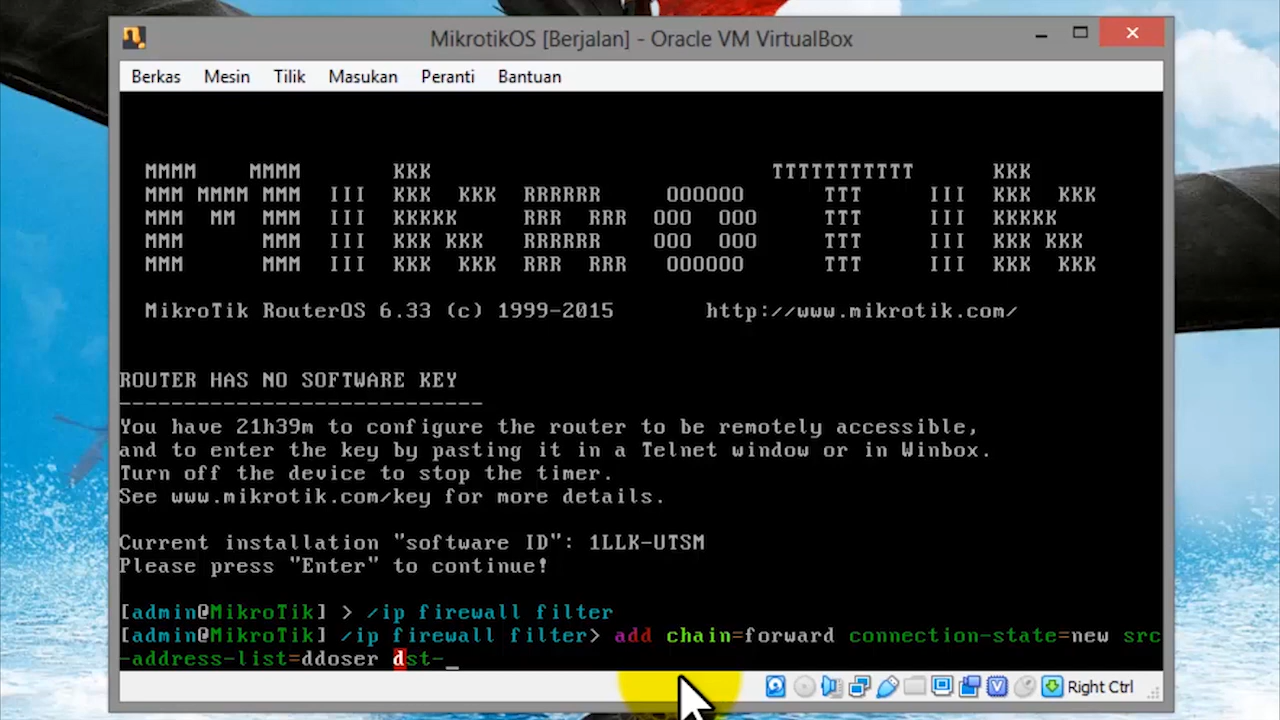 MikrotikOS [Berjalan] - Oracle VM VirtualBox
Berkas Mesin Tilik Masukan Peranti Bantuan
MMMM MMMM KKK TTTTTTTTTTT KKK
MMM MMMM MMM III KKK KKK RRRRRR OOOOOO TTT III KKK KKK
MMM MM MMM III KKKKK RRR RRR OOO OOO TTT III KKKKK
MMM MMM III KKK KKK RRRRRR OOO OOO TTT III KKK KKK
MMM MMM III KKK KKK RRR RRR OOOOOO TTT III KKK KKK
MikroTik RouterOS 6.33 (c) 1999-2015 http://www.mikrotik.com/
ROUTER HAS NO SOFTWARE KEY
----------------------------
You have 21h39m to configure the router to be remotely accessible,
and to enter the key by pasting it in a Telnet window or in Winbox.
Turn off the device to stop the timer.
See www.mikrotik.com/key for more details.
Current installation "software ID": 1LLK-UTSM
Please press "Enter" to continue!
[admin@MikroTik] > /ip firewall filter
[admin@MikroTik] /ip firewall filter> add chain=forward connection-state=new src
-address-list=ddoser dst-_
Right Ctrl